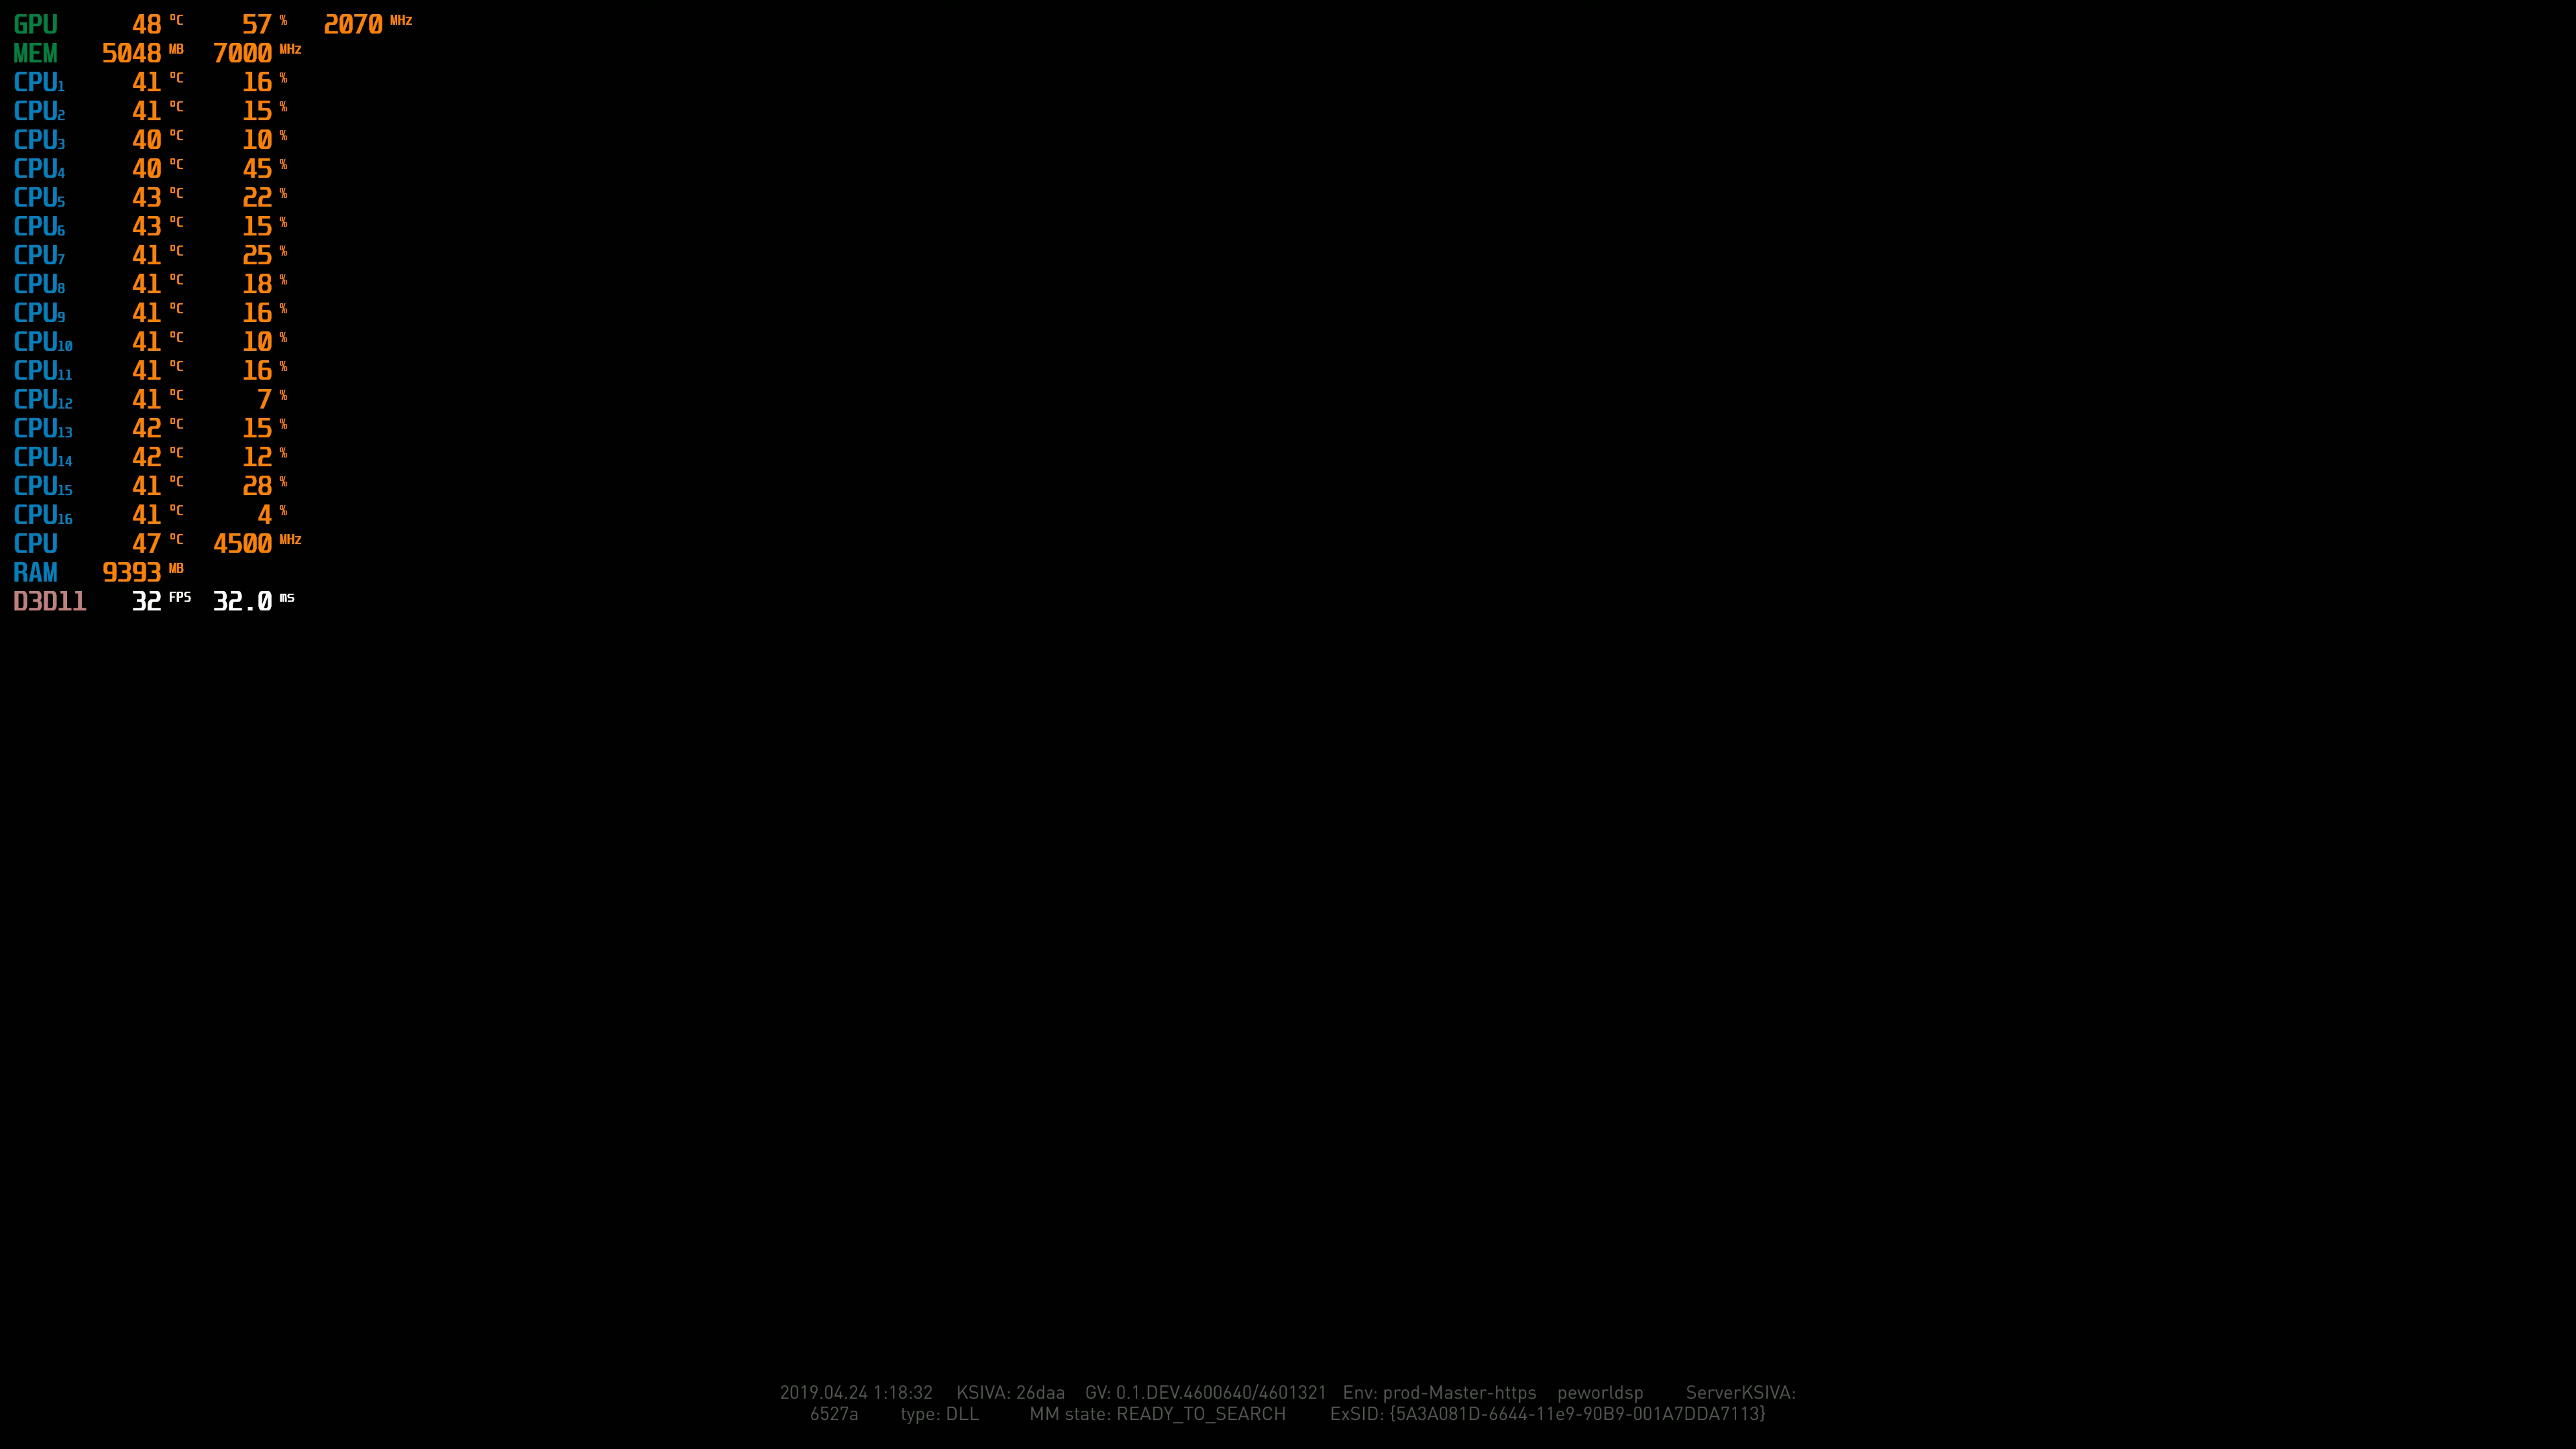 GPU 48 °C 57 % 2070 MHz
MEM 5048 MB 7000 MHz
CPU1 41 °C 16 %
CPU2 41 °C 15 %
CPU3 40 °C 10 %
CPU4 40 °C 45 %
CPU5 43 °C 22 %
CPU6 43 °C 15 %
CPU7 41 °C 25 %
CPU8 41 °C 18 %
CPU9 41 °C 16 %
CPU10 41 °C 10 %
CPU11 41 °C 16 %
CPU12 41 °C 7 %
CPU13 42 °C 15 %
CPU14 42 °C 12 %
CPU15 41 °C 28 %
CPU16 41 °C 4 %
CPU 47 °C 4500 MHz
RAM 9393 MB
D3D11 32 FPS 32.0 ms
2019.04.24 1:18:32 KSIVA: 26daa GV: 0.1.DEV.4600640/4601321 Env: prod-Master-https peworldsp ServerKSIVA:
6527a type: DLL MM state: READY_TO_SEARCH ExSID: {5A3A081D-6644-11e9-90B9-001A7DDA7113}